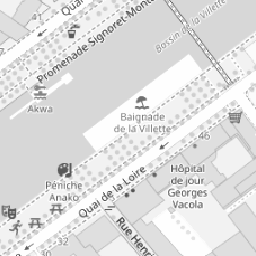 Quai
Promenade Signoret-Mont
Bassin de la Villette
Akwa
Baignade
de la Villette
46
Péniche
Anako
Hôpital
de jour
Georges
Vacola
Quai de la Loire
Rue Henr
32